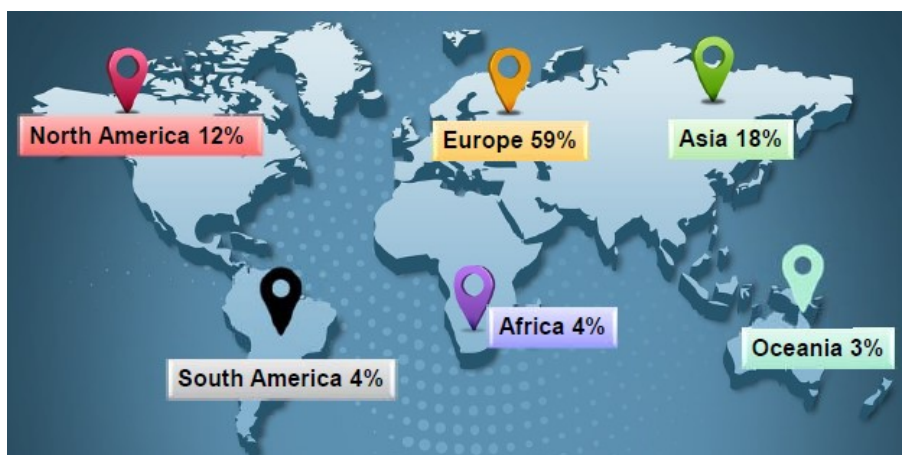 North America 12%
Europe 59%
Asia 18%
Africa 4%
Oceania 3%
South America 4%